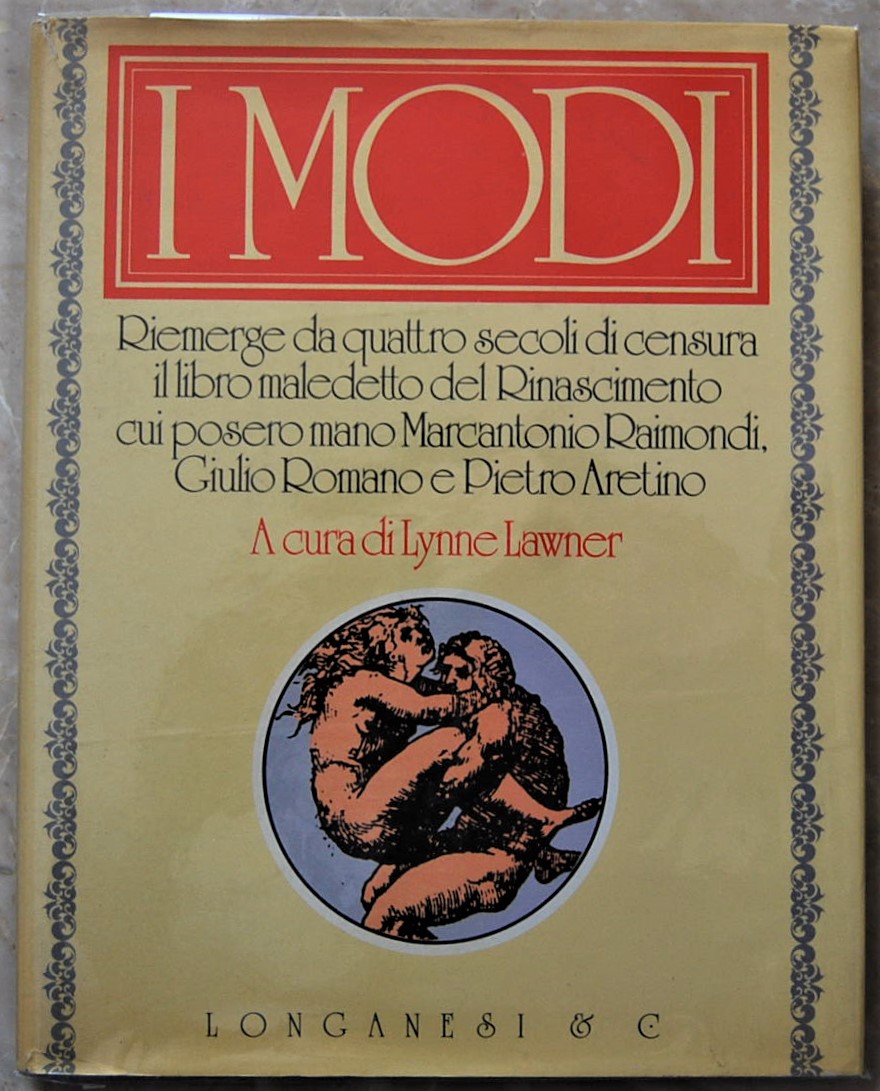 I MODI
Riemerge da quattro secoli di censura
il libro maledetto del Rinascimento
cui posero mano Marcantonio Raimondi,
Giulio Romano e Pietro Aretino
A cura di Lynne Lawner
LONGANESI & C